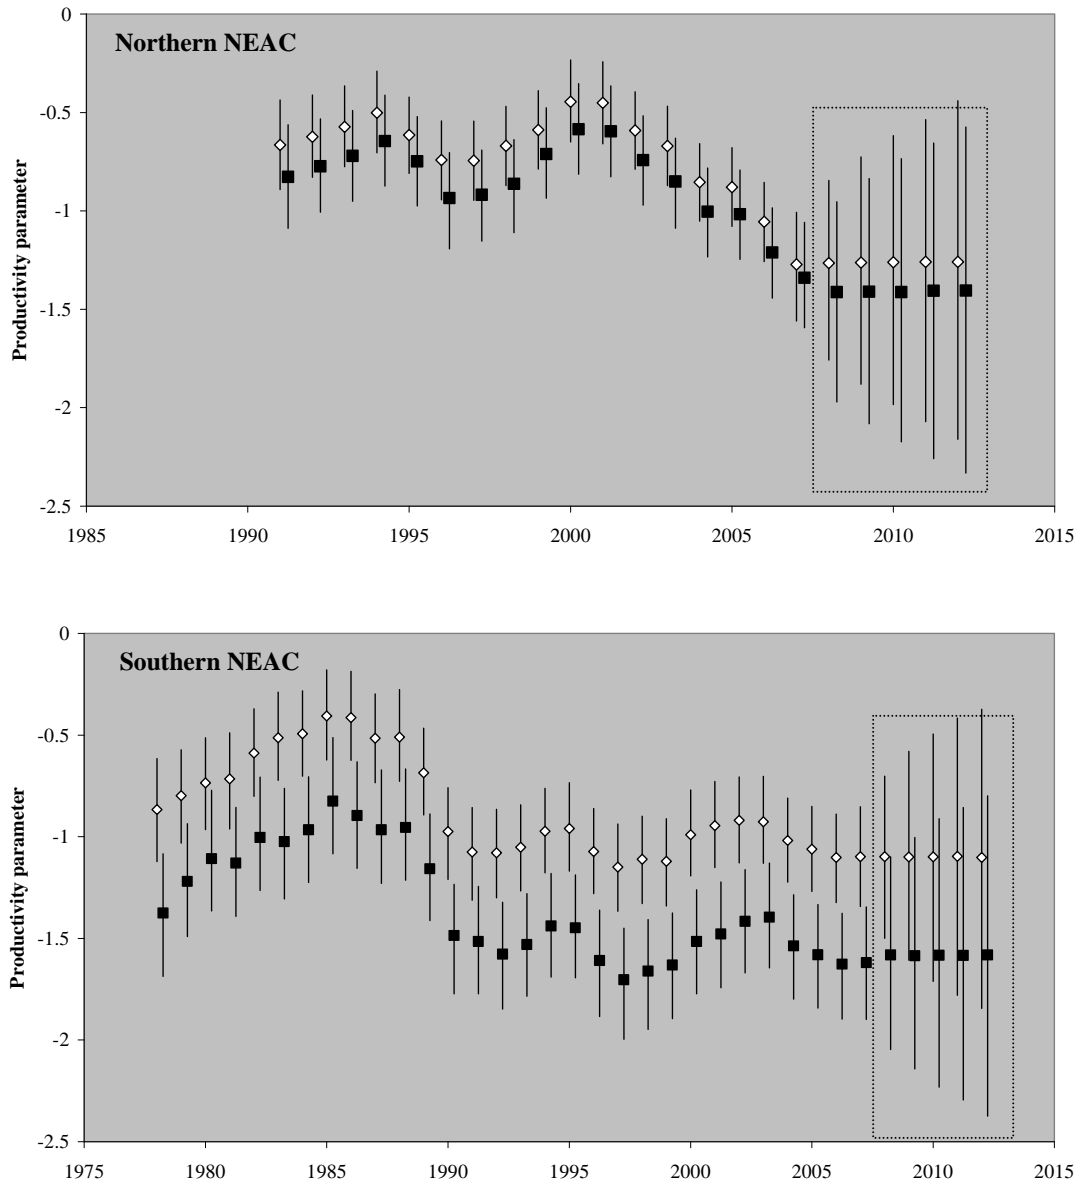 0
Northern NEAC
-0.5
-1
-1.5
-2
-2.5
Productivity parameter
1985 1990 1995 2000 2005 2010 2015
0
Southern NEAC
-0.5
-1
-1.5
-2
-2.5
Productivity parameter
1975 1980 1985 1990 1995 2000 2005 2010 2015